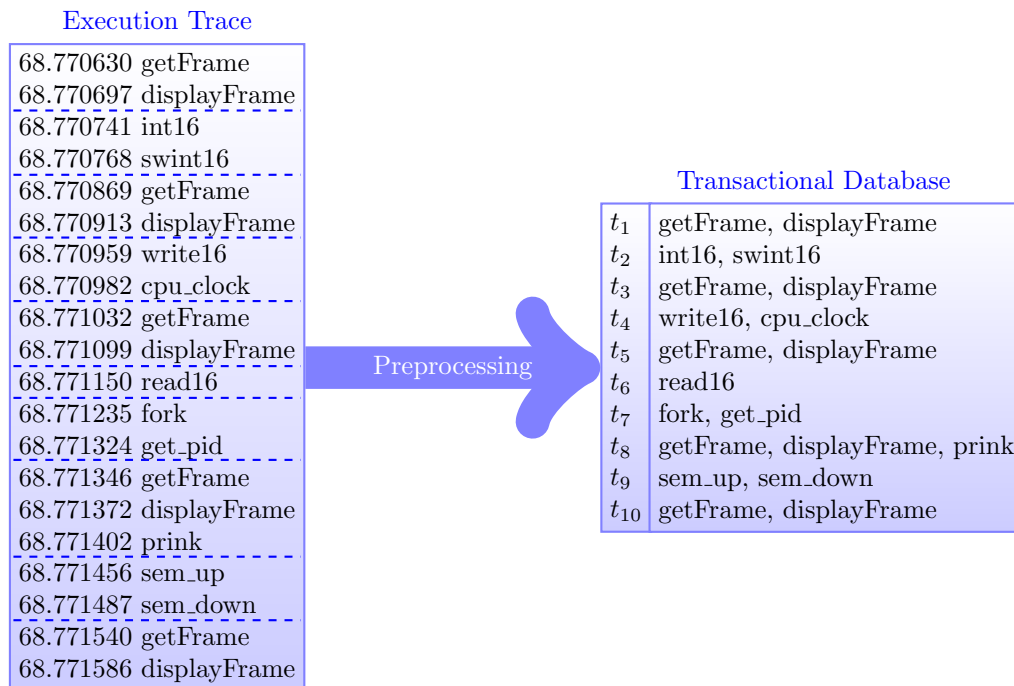 Execution Trace
68.770630 getFrame
68.770697 displayFrame
68.770741 int16
68.770768 swint16
68.770869 getFrame
68.770913 displayFrame
68.770959 write16
68.770982 cpu_clock
68.771032 getFrame
68.771099 displayFrame
68.771150 read16
68.771235 fork
68.771324 get_pid
68.771346 getFrame
68.771372 displayFrame
68.771402 prink
68.771456 sem_up
68.771487 sem_down
68.771540 getFrame
68.771586 displayFrame
Preprocessing
Transactional Database
t1 getFrame, displayFrame
t2 int16, swint16
t3 getFrame, displayFrame
t4 write16, cpu_clock
t5 getFrame, displayFrame
t6 read16
t7 fork, get_pid
t8 getFrame, displayFrame, prink
t9 sem_up, sem_down
t10 getFrame, displayFrame